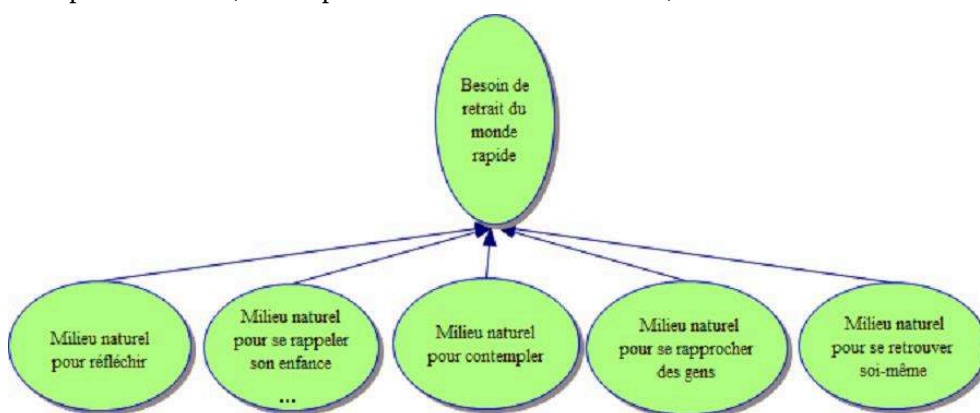 Besoin de
retrait du
monde
rapide
Milieu naturel
pour réfléchir
Milieu naturel
pour se rappeler
son enfance
...
Milieu naturel
pour contempler
Milieu naturel
pour se rapprocher
des gens
Milieu naturel
pour se retrouver
soi-même